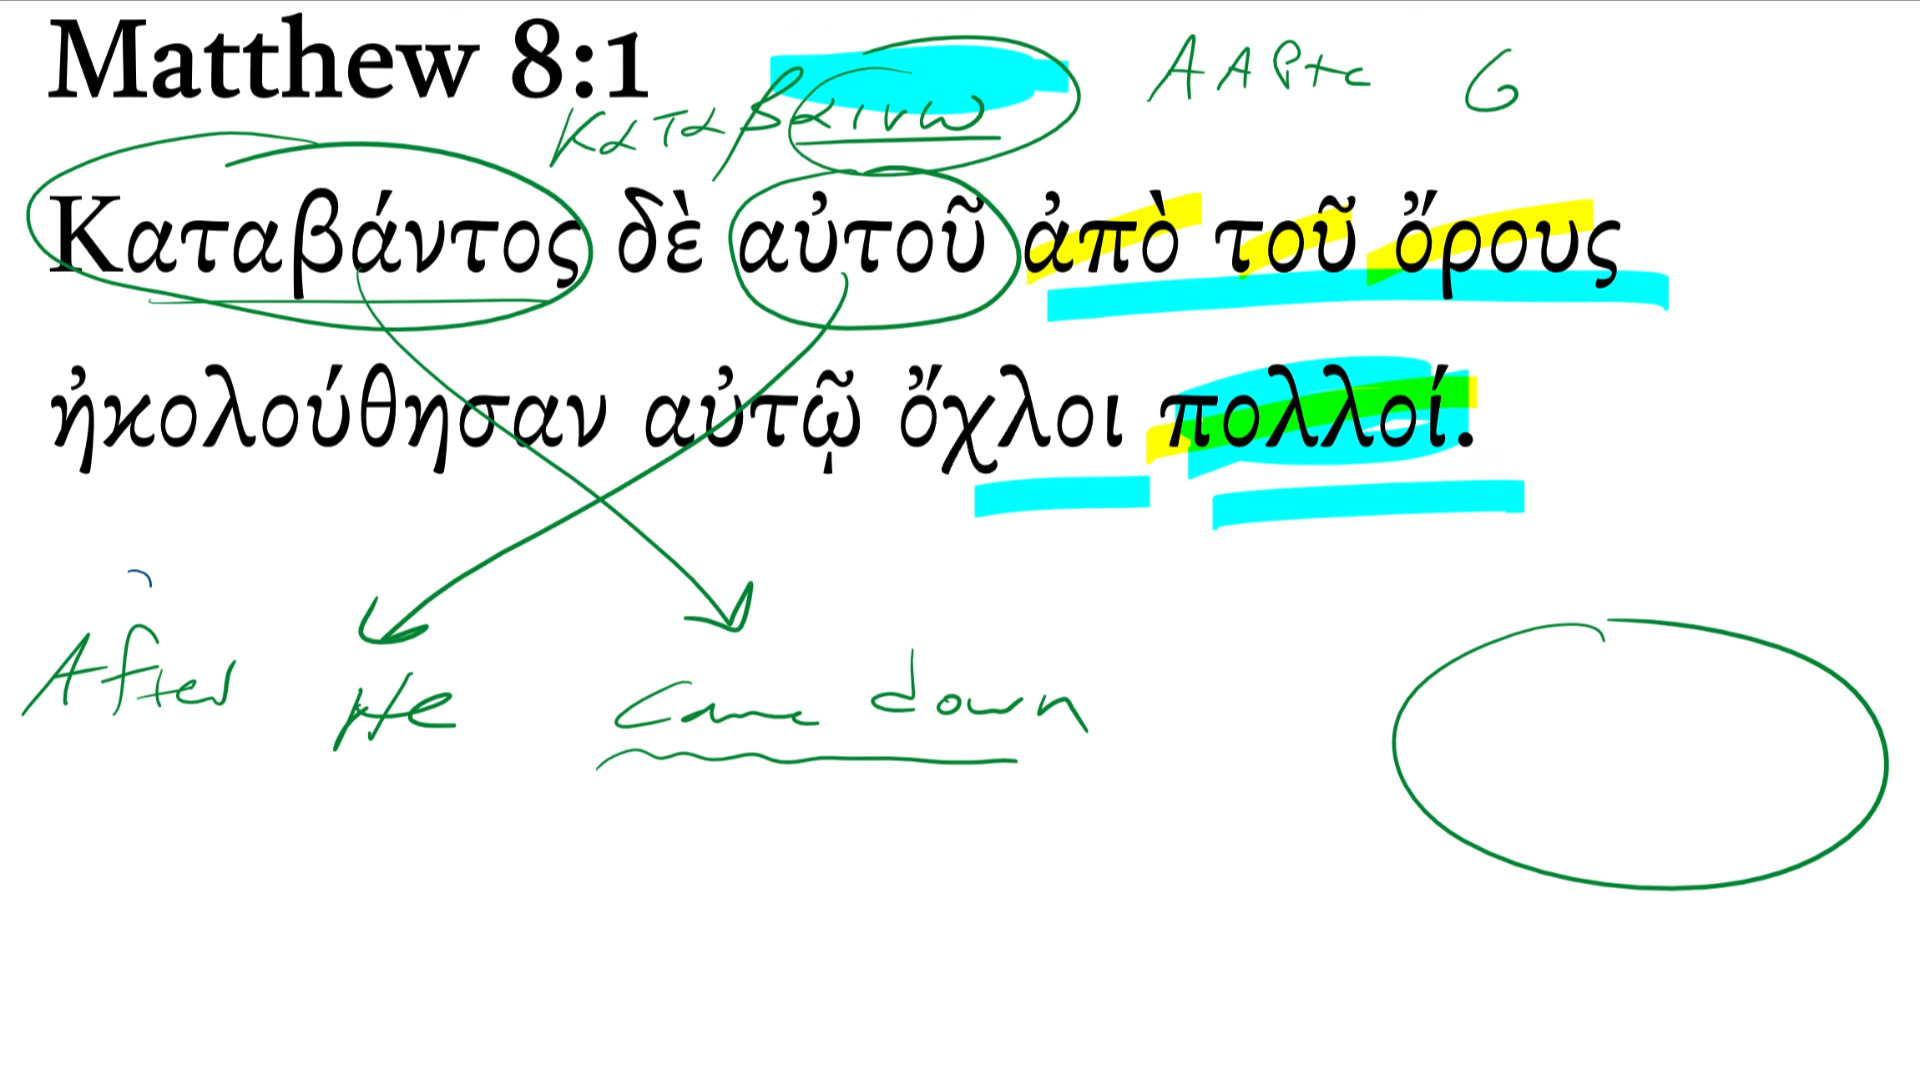 Matthew 8:1
καταβαινω AAPtc G
Καταβάντος δὲ αὐτοῦ ἀπὸ τοῦ ὄρους
ἠκολούθησαν αὐτῷ ὄχλοι πολλοί.
After He came down